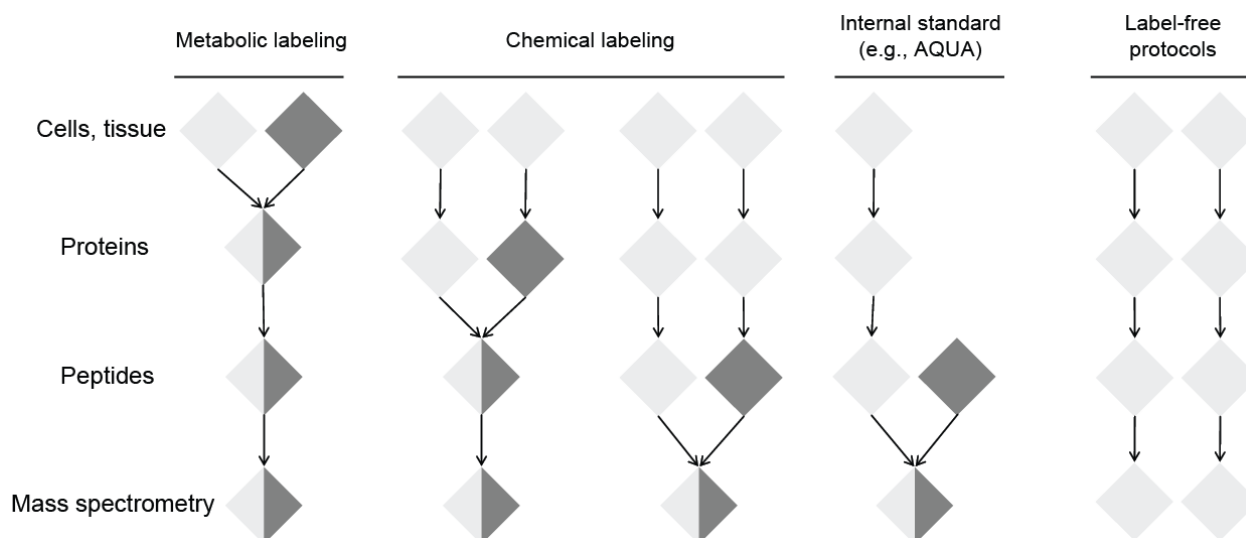 Metabolic labeling
Chemical labeling
Internal standard
(e.g., AQUA)
Label-free
protocols
Cells, tissue
Proteins
Peptides
Mass spectrometry